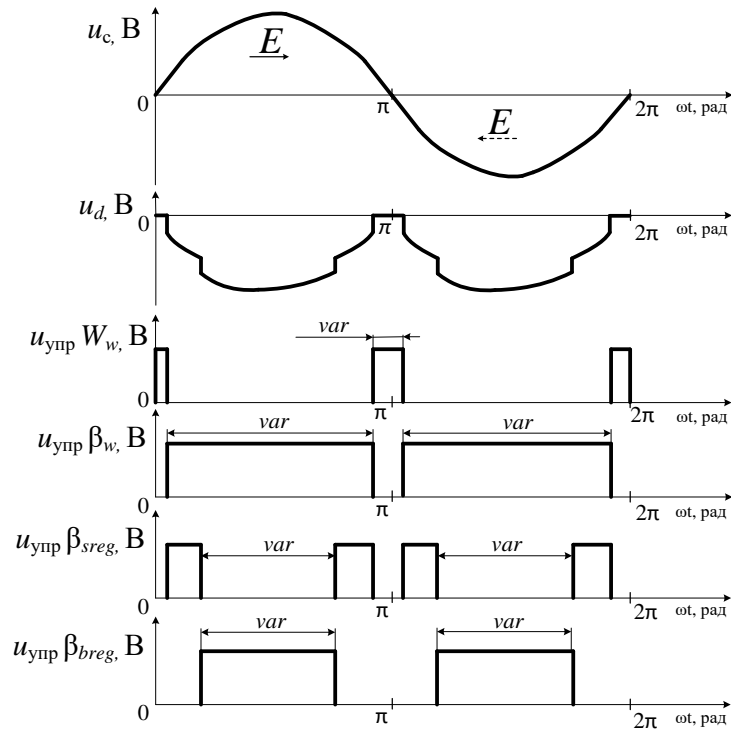 u_с, В
E
0
π
2π
ωt, рад
E
u_d, В
0
π
2π
ωt, рад
u_упр W_w, В
var
0
π
2π
ωt, рад
u_упр β_w, В
var
var
0
2π
ωt, рад
u_упр β_sreg, В
var
var
0
π
2π
ωt, рад
u_упр β_breg, В
var
var
0
π
2π
ωt, рад